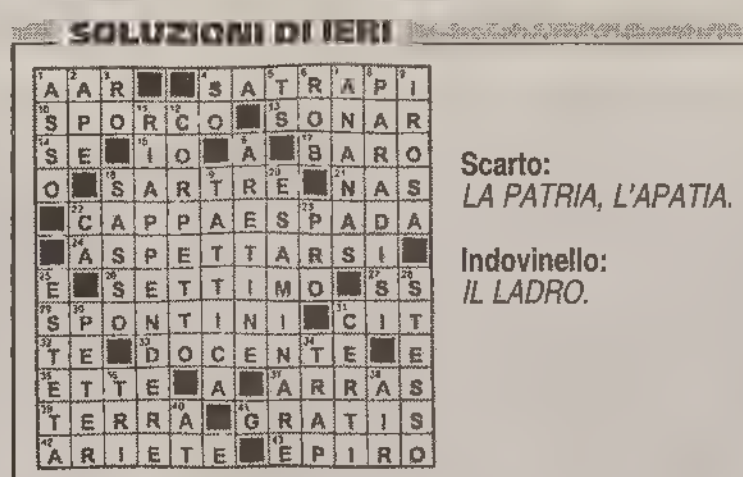 SOLUZIONI DI IERI
A A R S A T R A P I
S P O R C O S O N A R
S E I O A B A R O
O S A R T R E N A S
C A P P A E S P A D A
A S P E T T A R S I
E S E T T I M O S S
S P O N T I N I C I T
T E D O C E N T E E
E T T E A A R R A S
T E R R A G R A T I S
A R I E T E E P I R O
Scarto:
LA PATRIA, L'APATIA.
Indovinello:
IL LADRO.